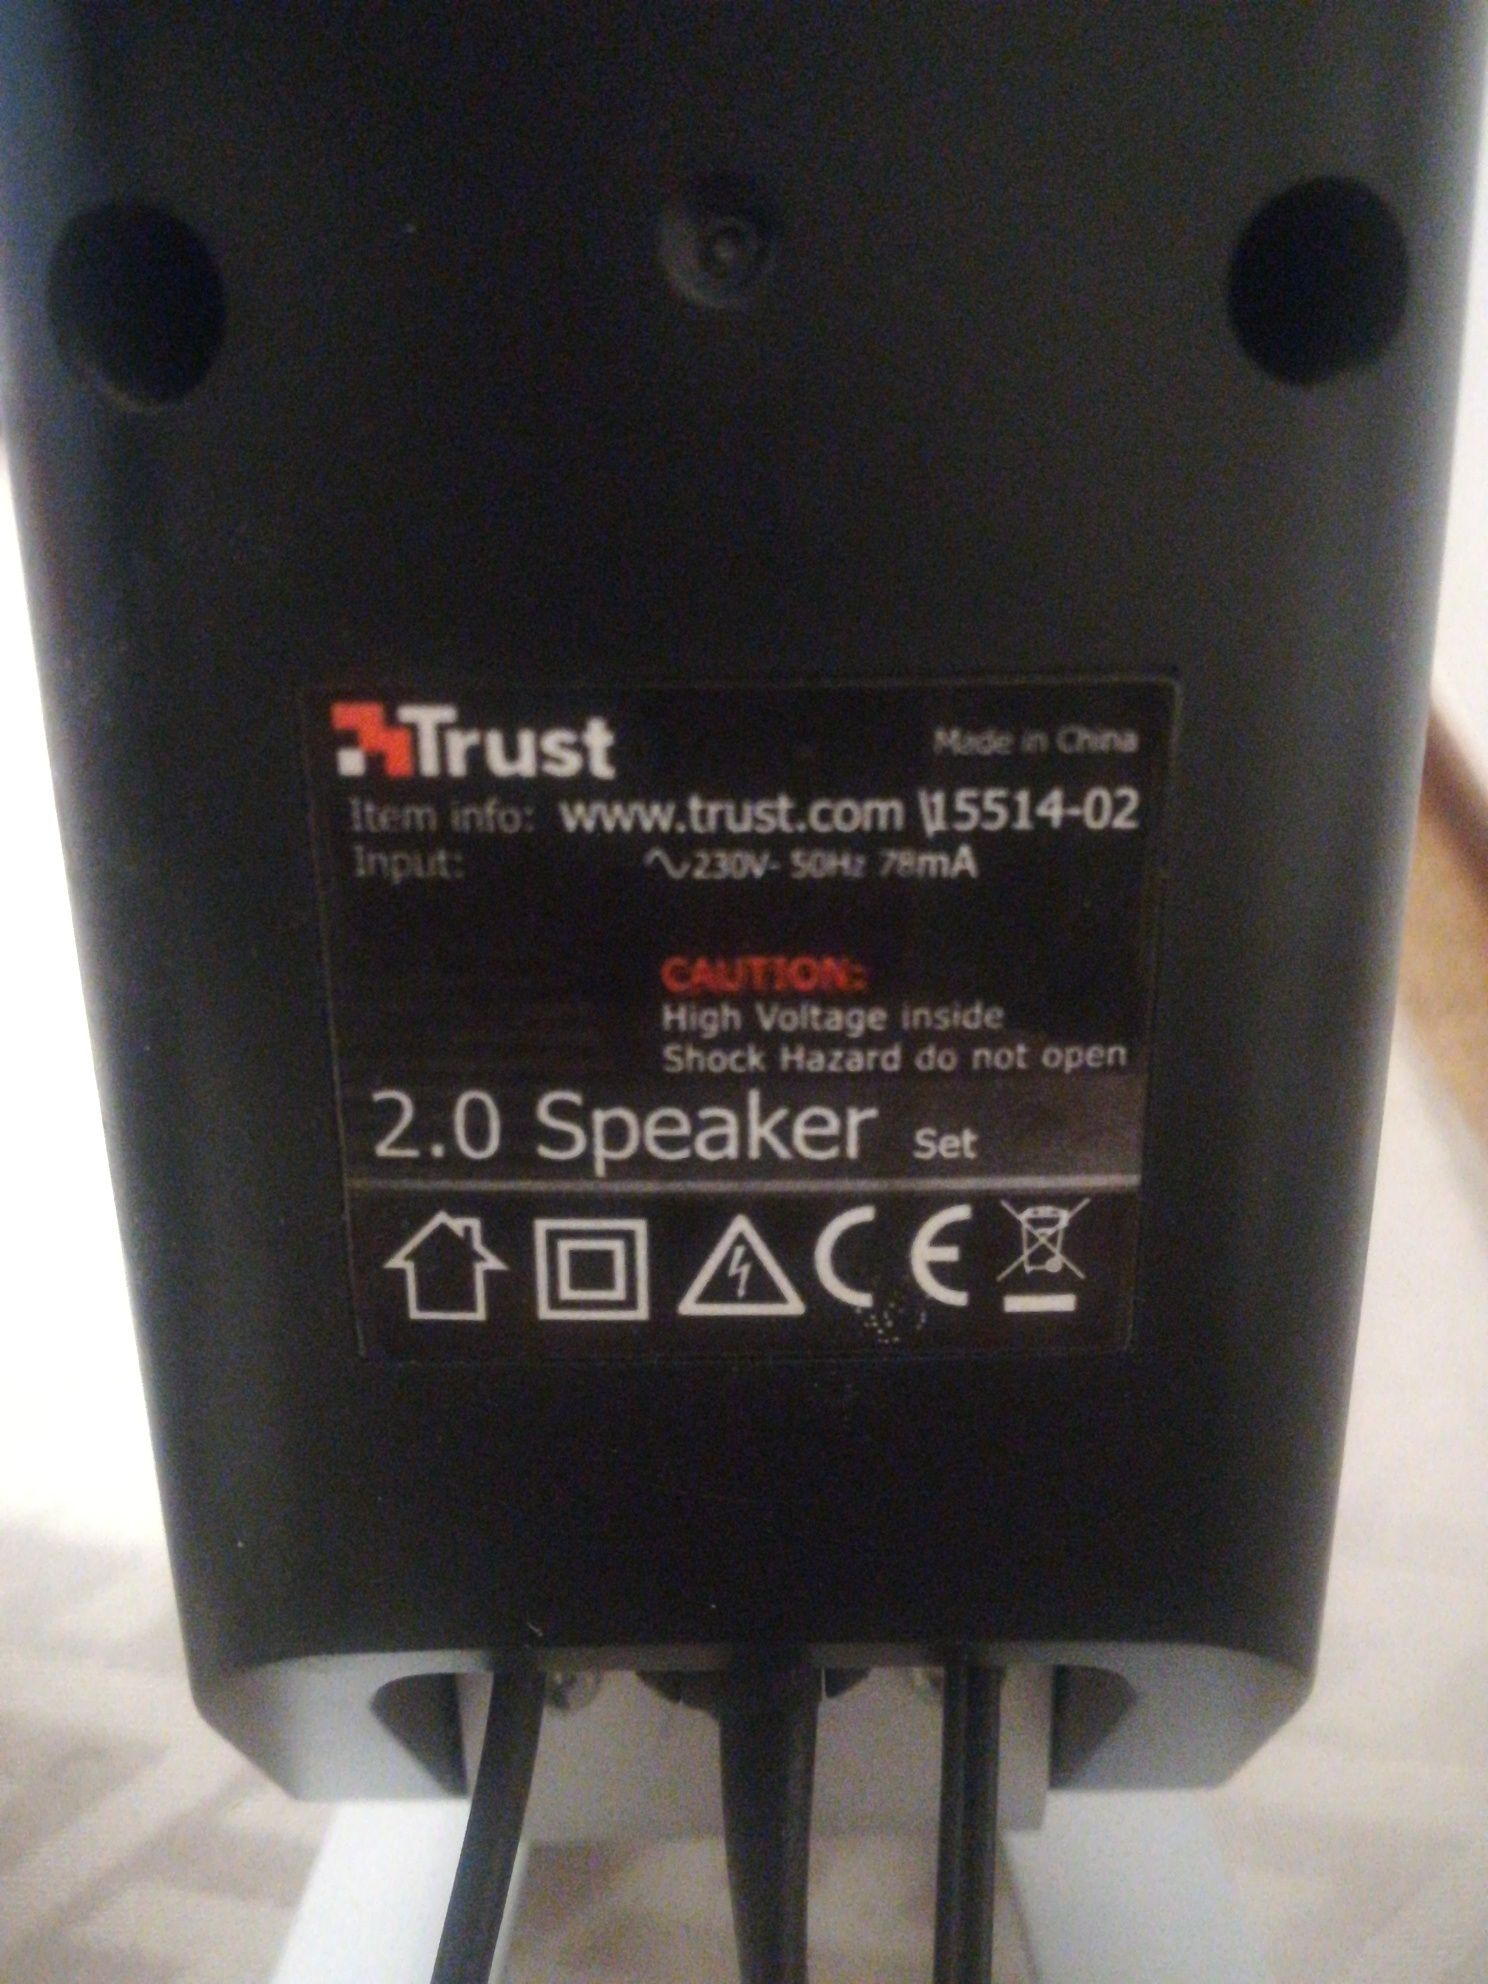 Trust
Made in China
Item info: www.trust.com \15514-02
Input: ∿230V- 50Hz 78mA
CAUTION:
High Voltage inside
Shock Hazard do not open
2.0 Speaker Set
CE